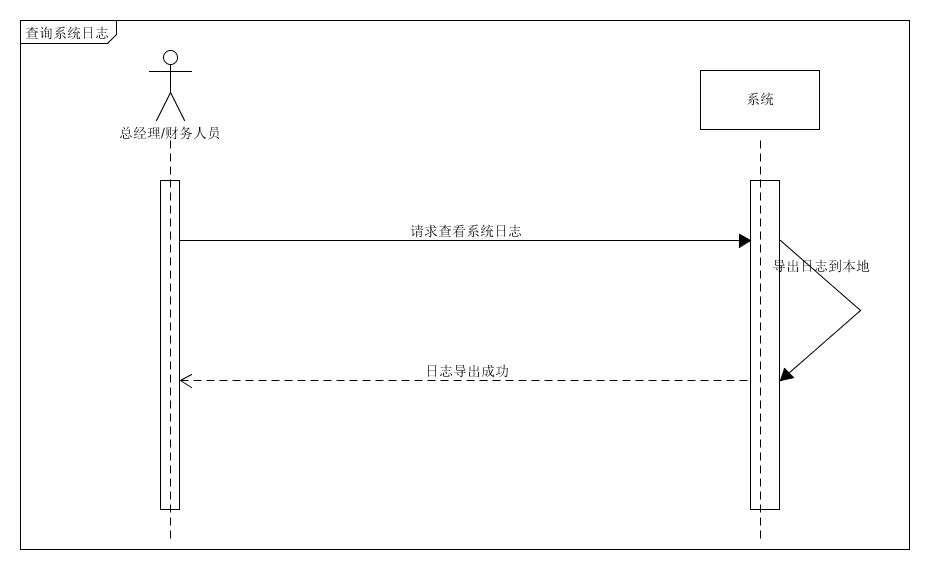 查询系统日志
总经理/财务人员
系统
请求查看系统日志
导出日志到本地
日志导出成功